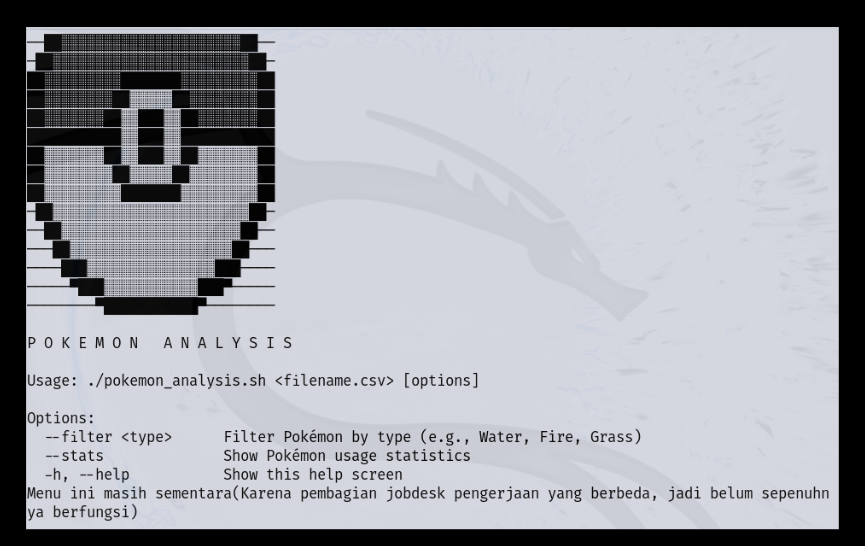 POKEMON ANALYSIS
Usage: ./pokemon_analysis.sh <filename.csv> [options]
Options:
--filter <type> Filter Pokémon by type (e.g., Water, Fire, Grass)
--stats Show Pokémon usage statistics
-h, --help Show this help screen
Menu ini masih sementara(Karena pembagian jobdesk pengerjaan yang berbeda, jadi belum sepenuhn
ya berfungsi)